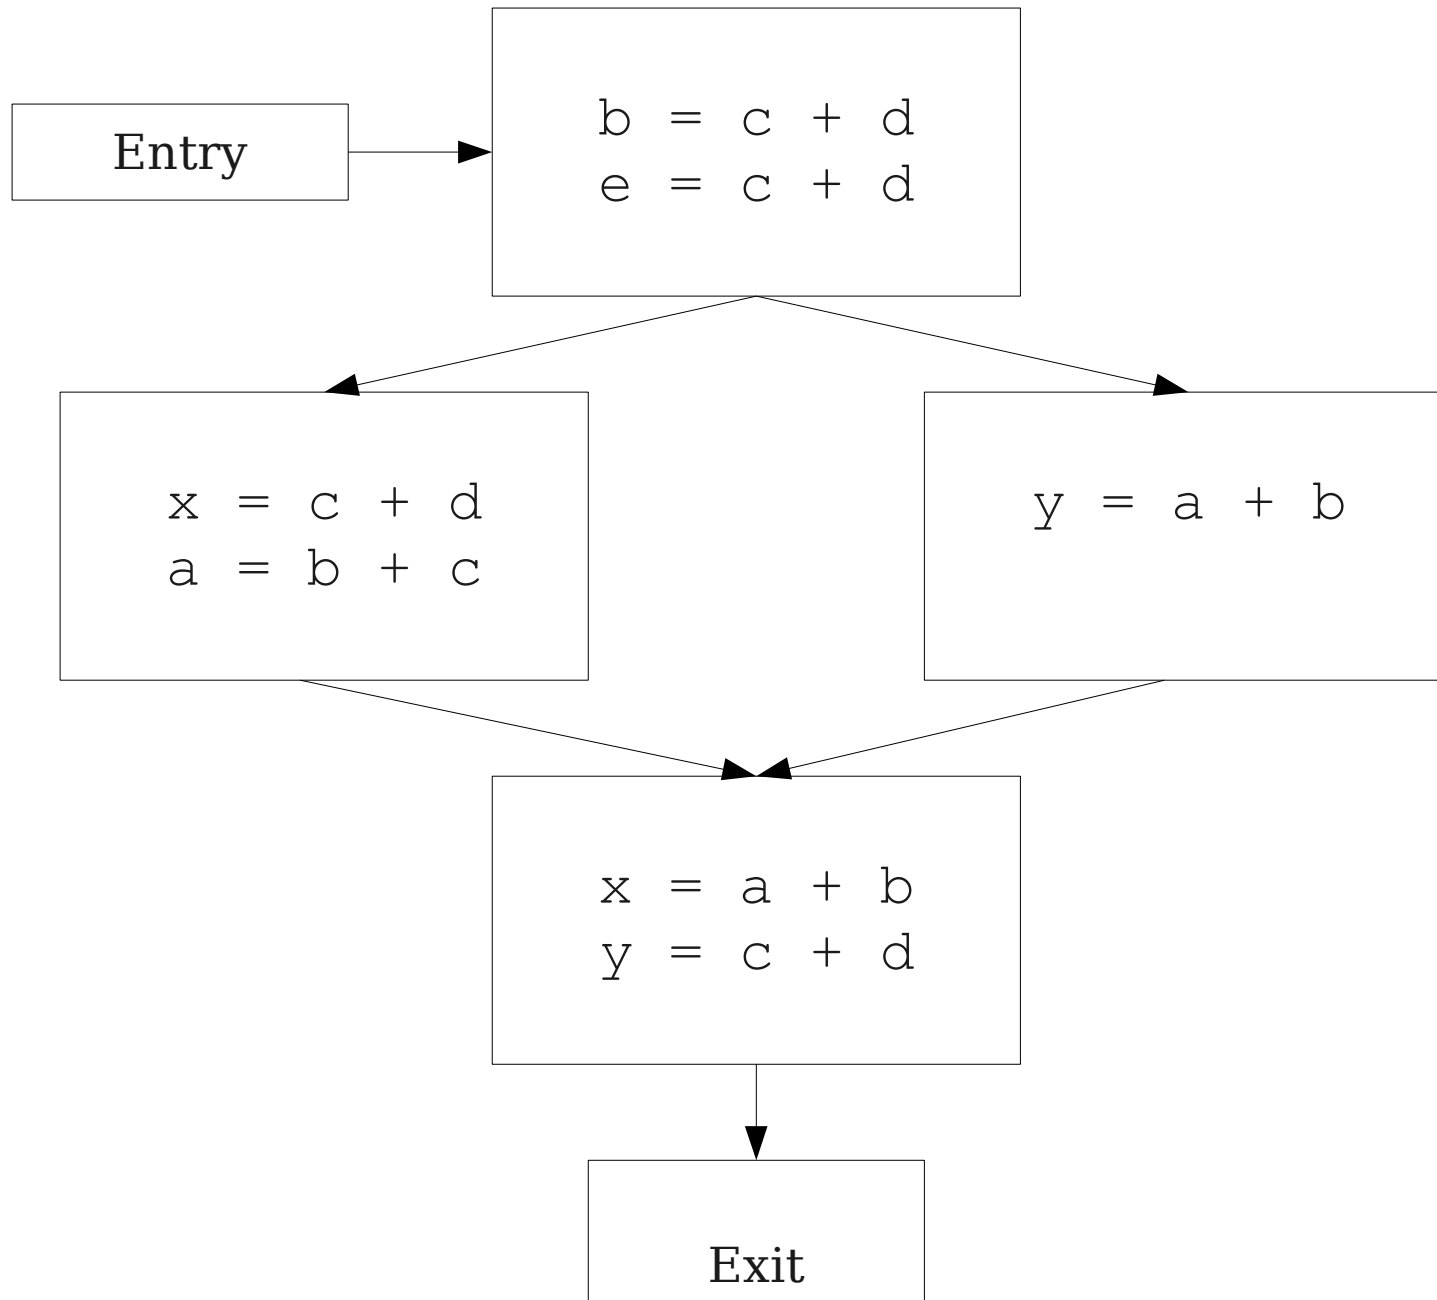 Entry
b = c + d
e = c + d
x = c + d
a = b + c
y = a + b
x = a + b
y = c + d
Exit